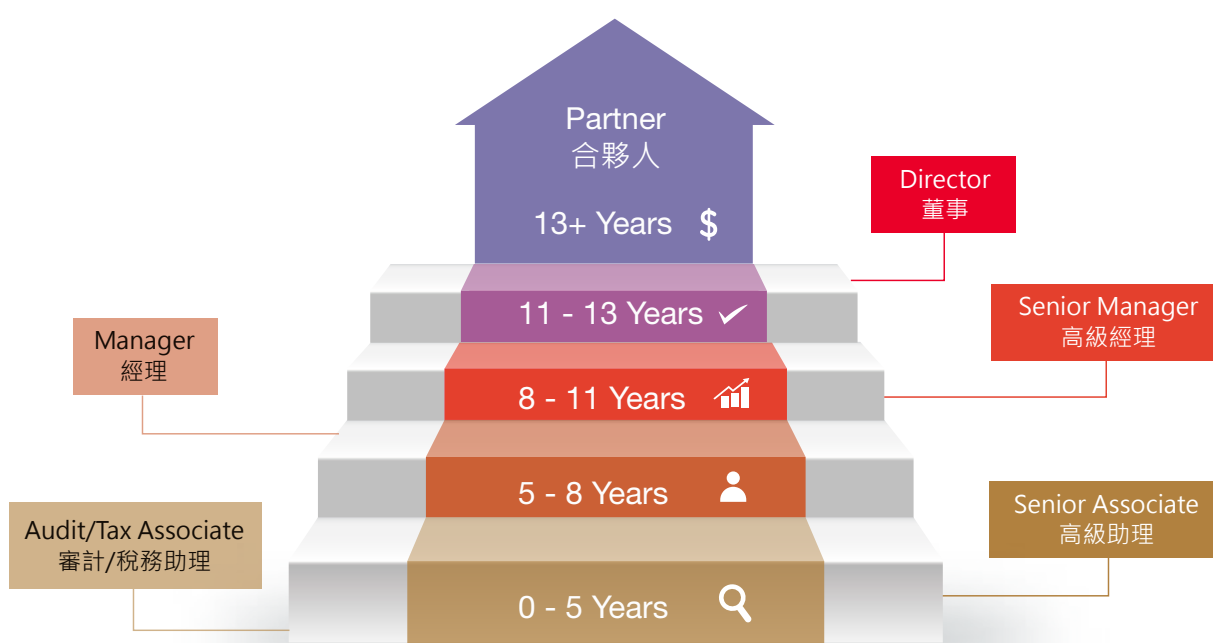 Partner
合夥人
13+ Years $
Director
董事
11 - 13 Years
Senior Manager
高級經理
Manager
經理
8 - 11 Years
5 - 8 Years
Audit/Tax Associate
審計/稅務助理
Senior Associate
高級助理
0 - 5 Years